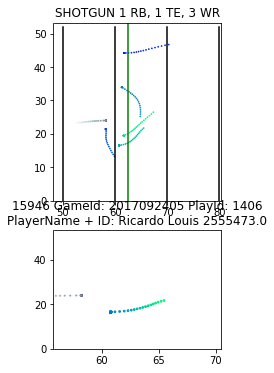 SHOTGUN 1 RB, 1 TE, 3 WR
50
40
30
20
10
0
50 60 70 80
15946 GameId: 2017092405 PlayId: 1406
PlayerName + ID: Ricardo Louis 2555473.0
40
20
0
60 65 70